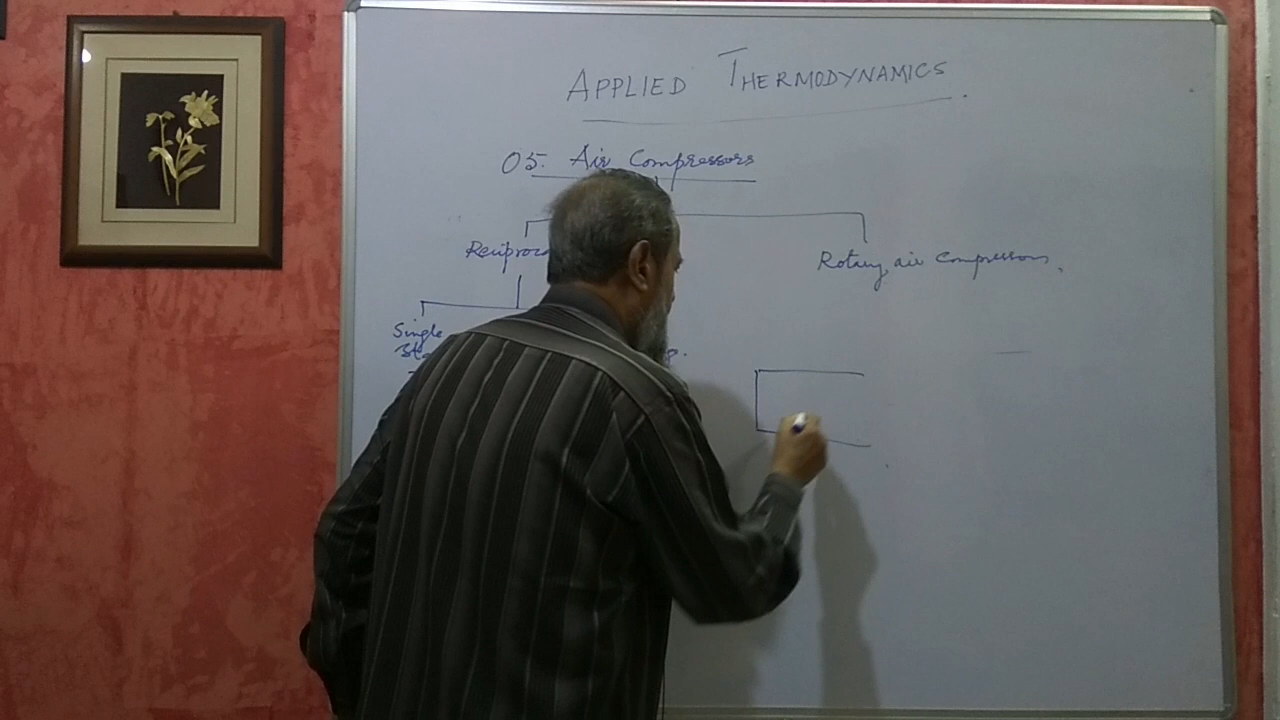 APPLIED THERMODYNAMICS.
05. Air Compressors
Rotary air Compressors,
Single